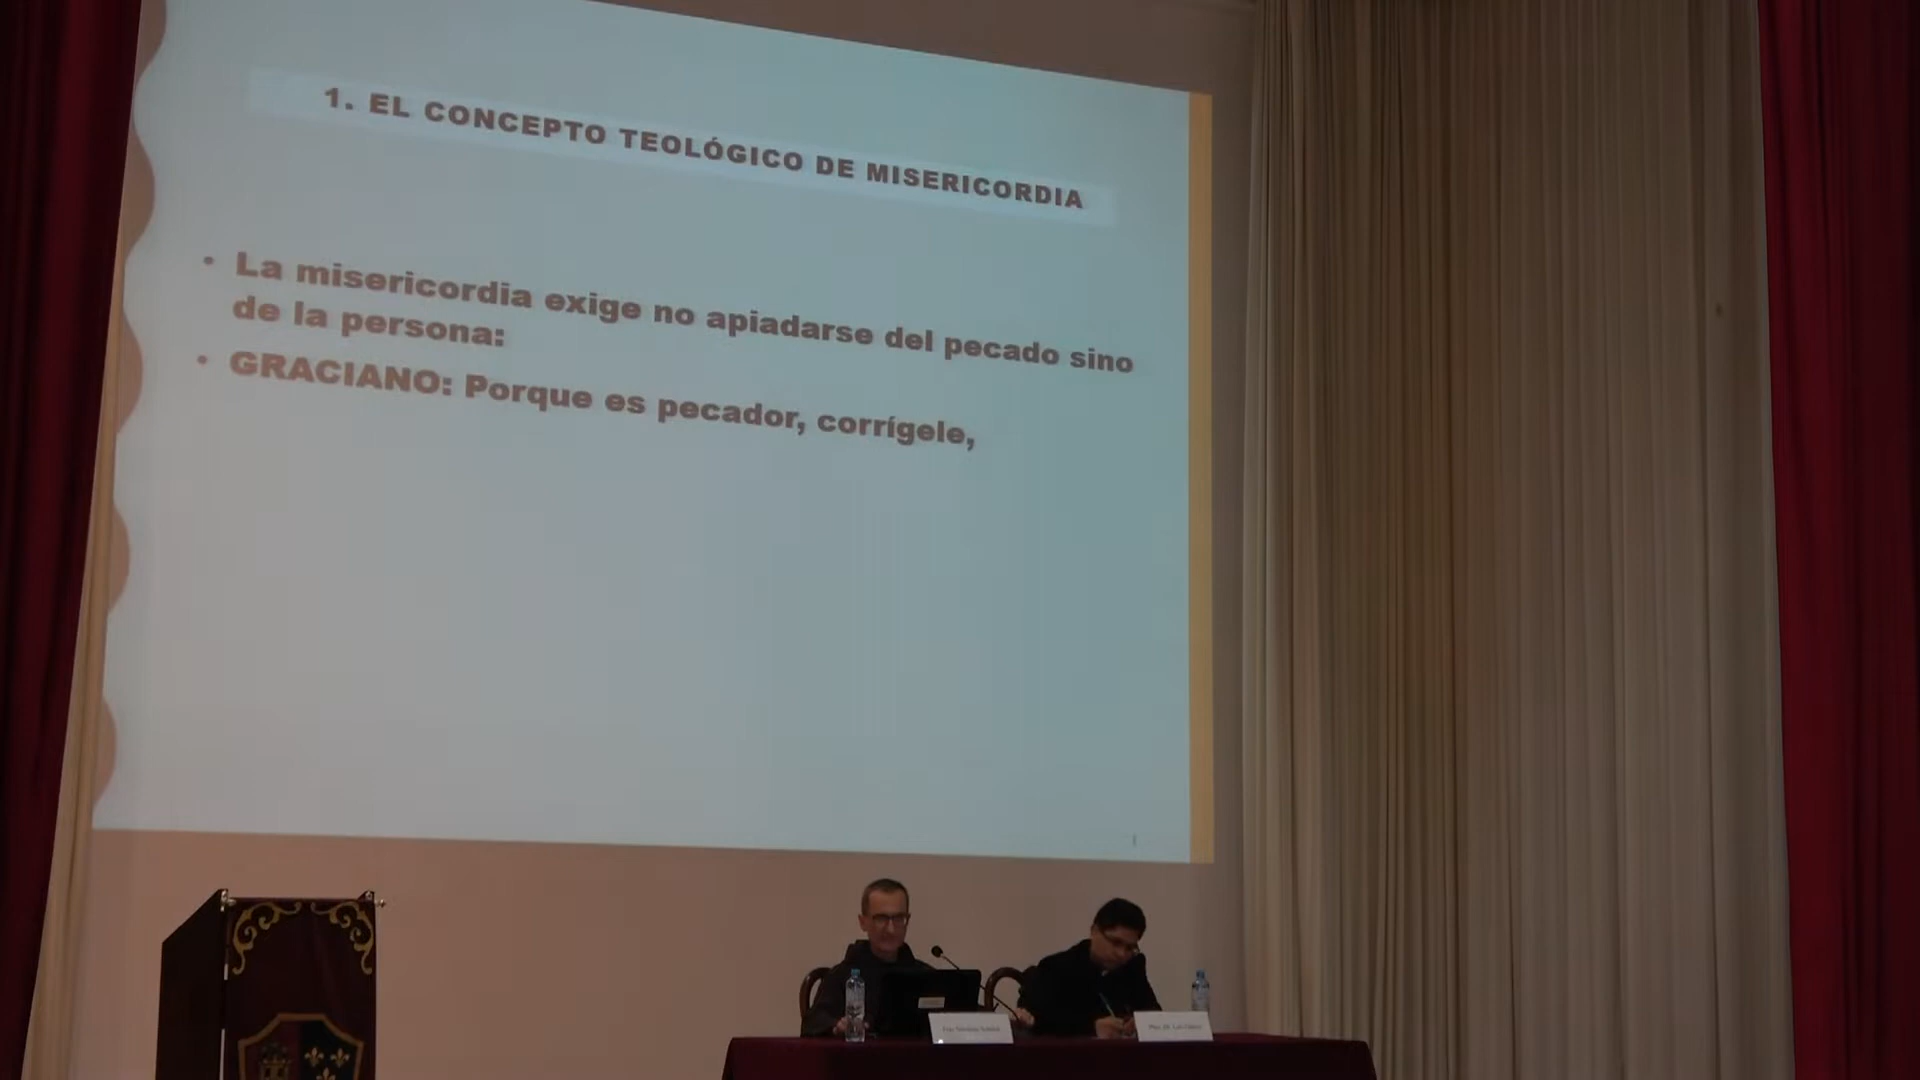 1. EL CONCEPTO TEOLÓGICO DE MISERICORDIA
• La misericordia exige no apiadarse del pecado sino
de la persona:
• GRACIANO: Porque es pecador, corrígele,